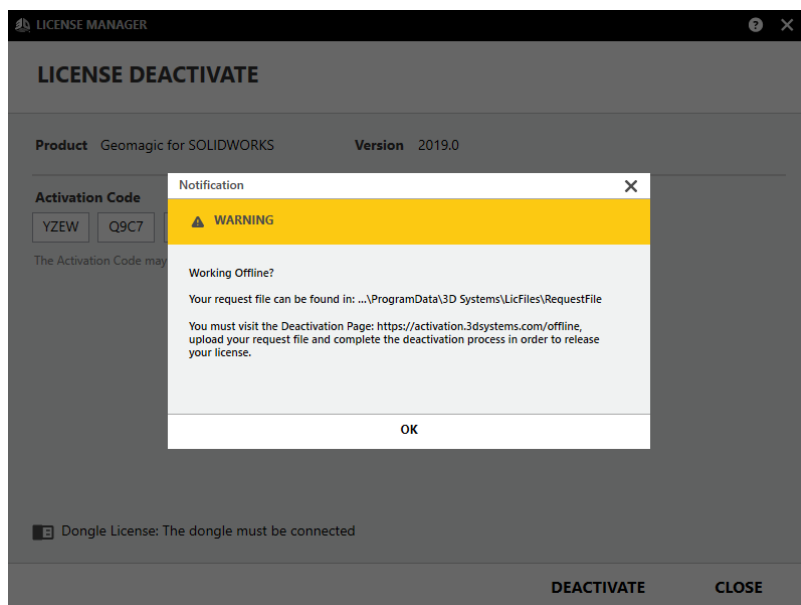 LICENSE MANAGER
LICENSE DEACTIVATE
Product Geomagic for SOLIDWORKS Version 2019.0
Activation Code
YZEW Q9C7
The Activation Code may
Notification
WARNING
Working Offline?
Your request file can be found in: ...\ProgramData\3D Systems\LicFiles\RequestFile
You must visit the Deactivation Page: https://activation.3dsystems.com/offline,
upload your request file and complete the deactivation process in order to release
your license.
OK
Dongle License: The dongle must be connected
DEACTIVATE CLOSE